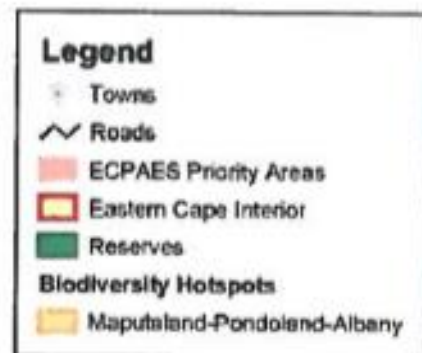 Legend
Towns
Roads
ECPAES Priority Areas
Eastern Cape Interior
Reserves
Biodiversity Hotspots
Maputaland-Pondoland-Albany